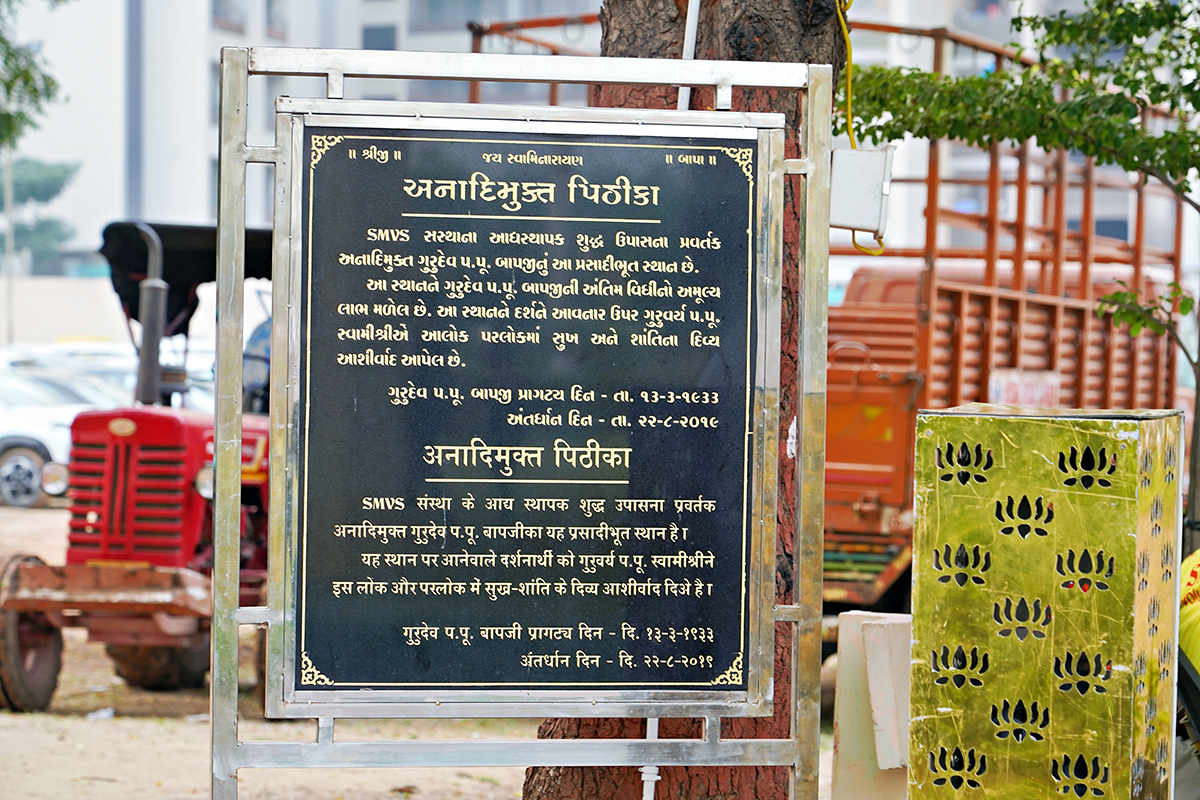 ॥ શ્રીજી ॥ જય સ્વામિનારાયણ ॥ બાપા ॥
અનાદિમુક્ત પિઠીકા
SMVS સંસ્થાના આદ્યસ્થાપક શુદ્ધ ઉપાસના પ્રવર્તક
અનાદિમુક્ત ગુરુદેવ પ.પૂ. બાપજીનું આ પ્રસાદીભૂત સ્થાન છે.
આ સ્થાનને ગુરુદેવ પ.પૂ. બાપજીની અંતિમ વિધીનો અમૂલ્ય
લાભ મળેલ છે. આ સ્થાનને દર્શને આવનાર ઉપર ગુરુવર્ય પ.પૂ.
સ્વામીશ્રીએ આલોક પરલોકમાં સુખ અને શાંતિના દિવ્ય
આશીર્વાદ આપેલ છે.
ગુરુદેવ પ.પૂ. બાપજી પ્રાગટ્ય દિન - તા. ૧૩-૩-૧૯૩૩
અંતર્ધાન દિન - તા. ૨૨-૮-૨૦૧૯
अनादिमुक्त पिठीका
SMVS संस्था के आद्य स्थापक शुद्ध उपासना प्रवर्तक
अनादिमुक्त गुरुदेव प.पू. बापजीका यह प्रसादीभूत स्थान है।
यह स्थान पर आनेवाले दर्शनार्थी को गुरुवर्य प.पू. स्वामीश्रीने
इस लोक और परलोक में सुख-शांति के दिव्य आशीर्वाद दिअे है।
गुरुदेव प.पू. बापजी प्रागट्य दिन - दि. १३-३-१९३३
अंतर्धान दिन - दि. २२-८-२०१९